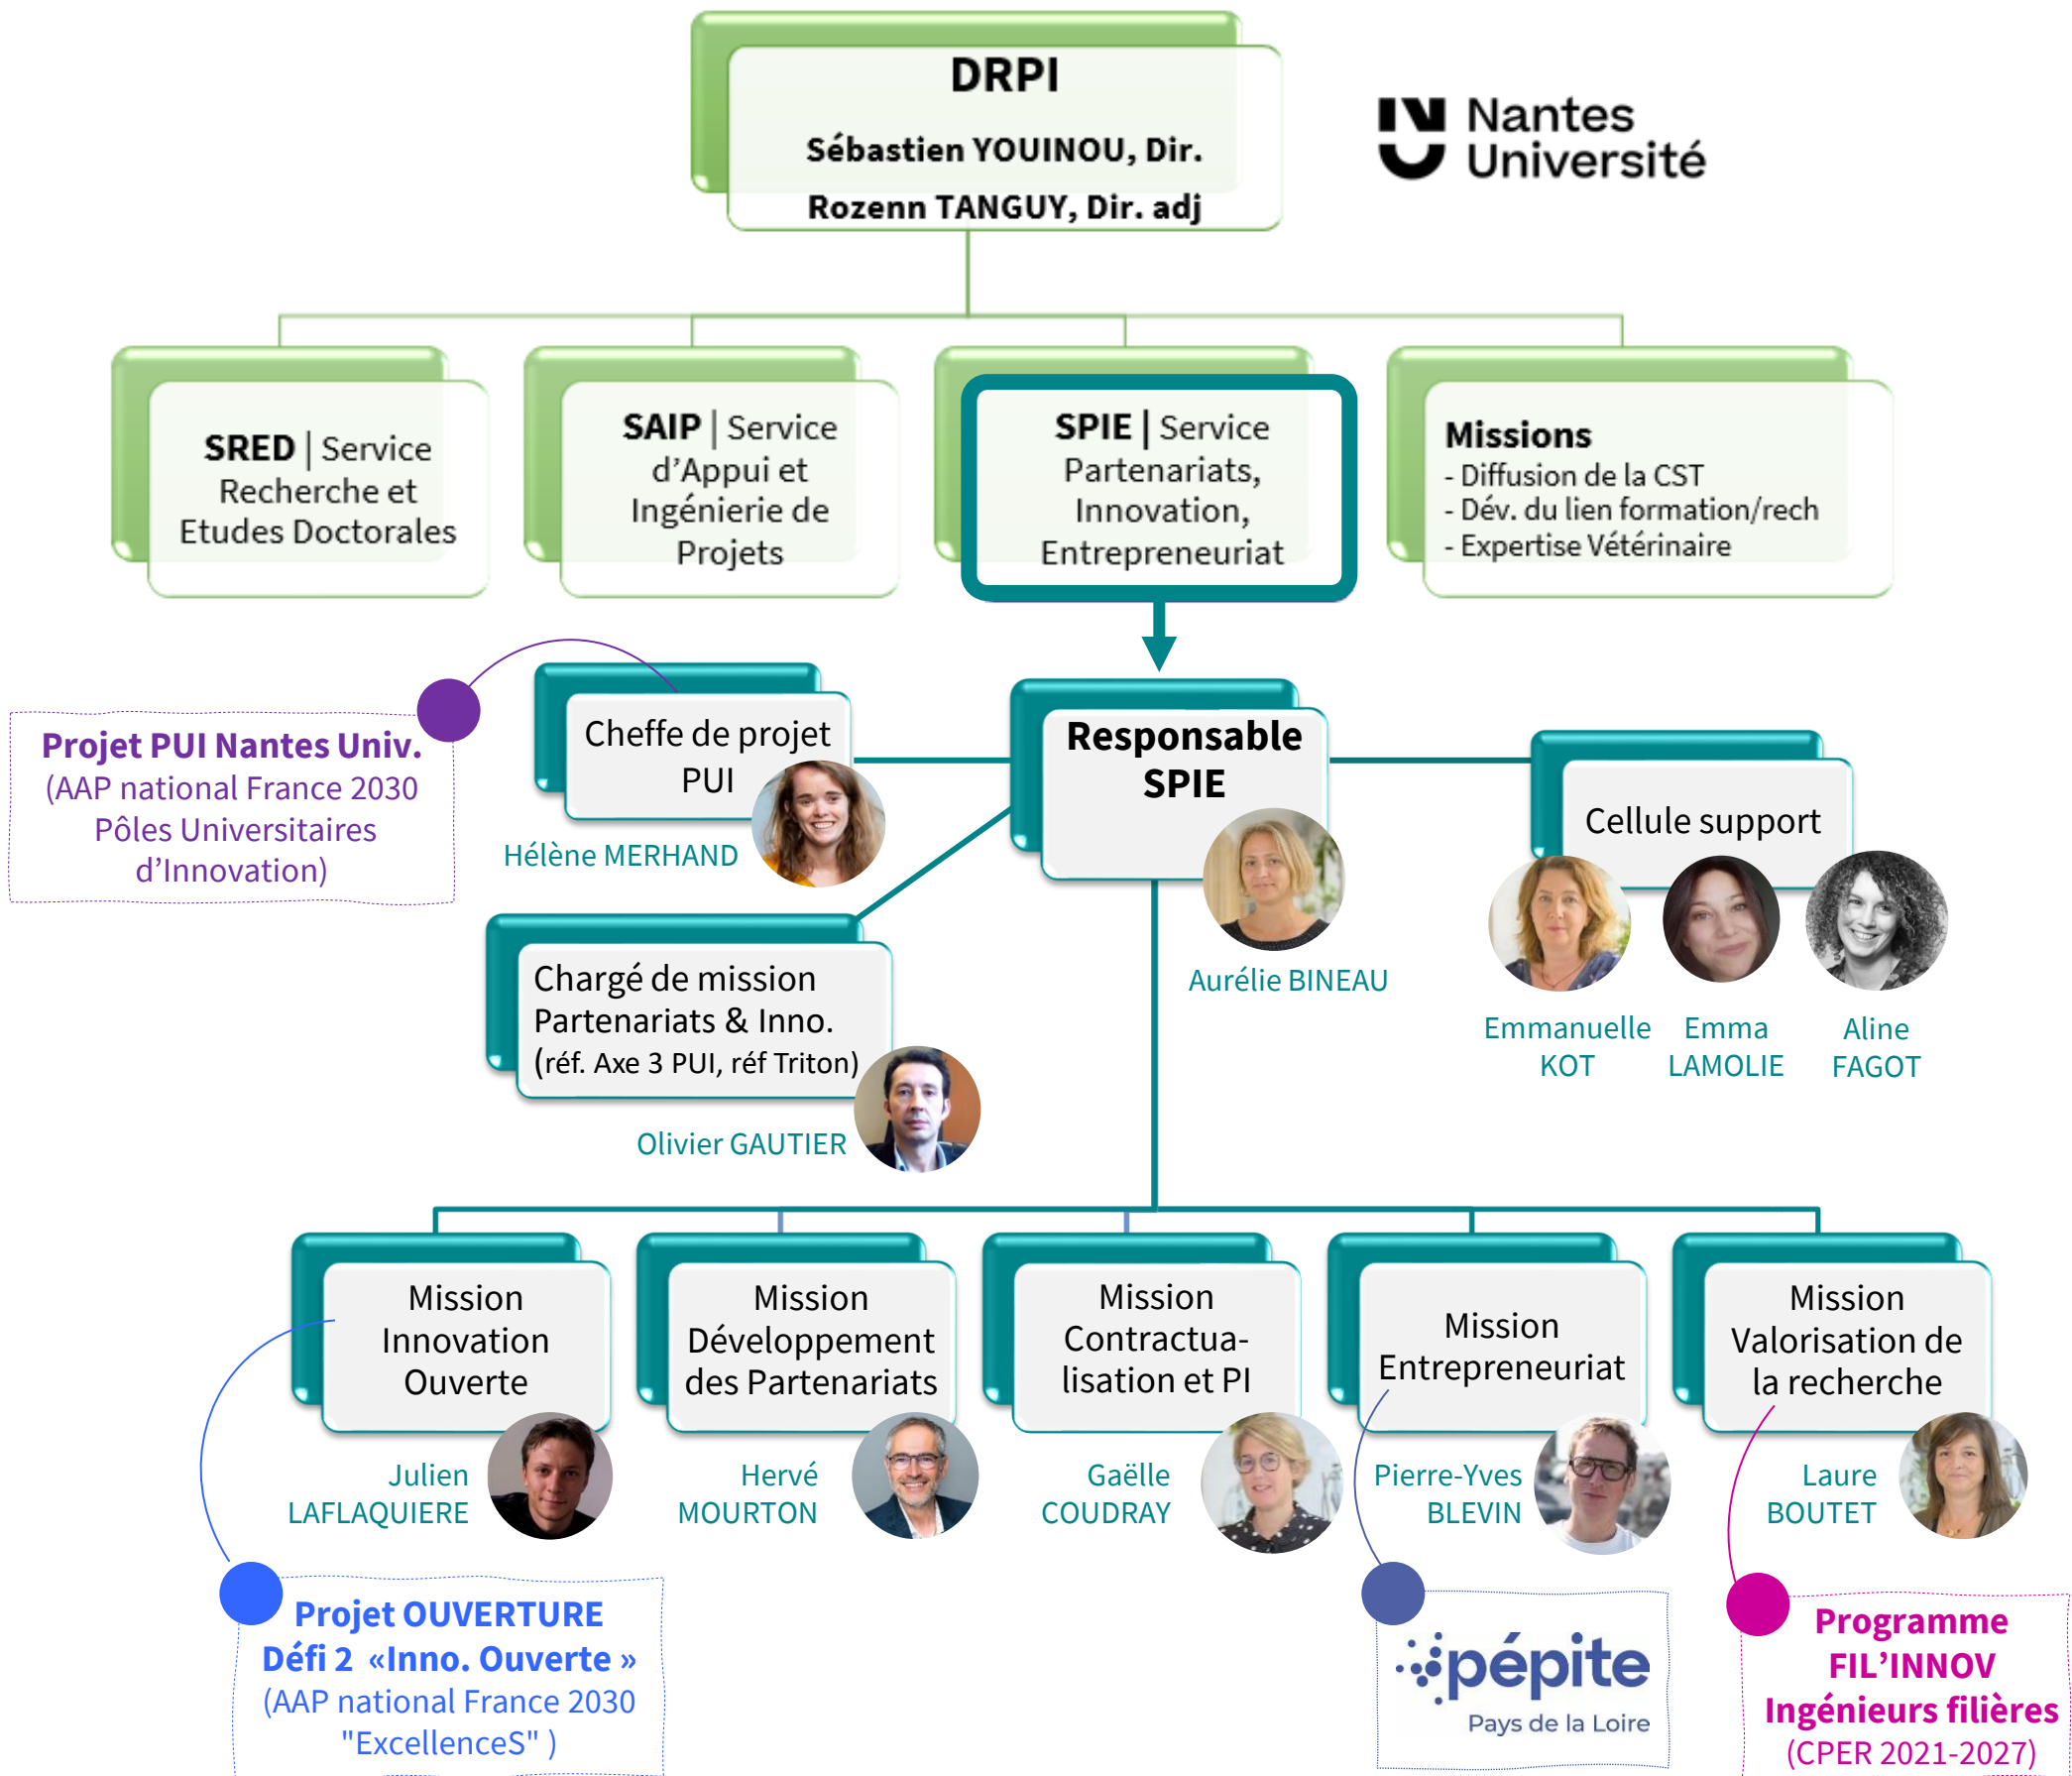 DRPI
Sébastien YOUINOU, Dir.
Rozenn TANGUY, Dir. adj
Nantes
Université
SRED | Service
Recherche et
Etudes Doctorales
SAIP | Service
d’Appui et
Ingénierie de
Projets
SPIE | Service
Partenariats,
Innovation,
Entrepreneuriat
Missions
- Diffusion de la CST
- Dév. du lien formation/rech
- Expertise Vétérinaire
Projet PUI Nantes Univ.
(AAP national France 2030
Pôles Universitaires
d’Innovation)
Cheffe de projet
PUI
Hélène MERHAND
Responsable
SPIE
Aurélie BINEAU
Cellule support
Emmanuelle
KOT
Emma
LAMOLIE
Aline
FAGOT
Chargé de mission
Partenariats & Inno.
(réf. Axe 3 PUI, réf Triton)
Olivier GAUTIER
Mission
Innovation
Ouverte
Julien
LAFLAQUIERE
Mission
Développement
des Partenariats
Hervé
MOURTON
Mission
Contractua-
lisation et PI
Gaëlle
COUDRAY
Mission
Entrepreneuriat
Pierre-Yves
BLEVIN
Mission
Valorisation de
la recherche
Laure
BOUTET
Projet OUVERTURE
Défi 2 «Inno. Ouverte »
(AAP national France 2030
"ExcellenceS" )
pépite
Pays de la Loire
Programme
FIL’INNOV
Ingénieurs filières
(CPER 2021-2027)